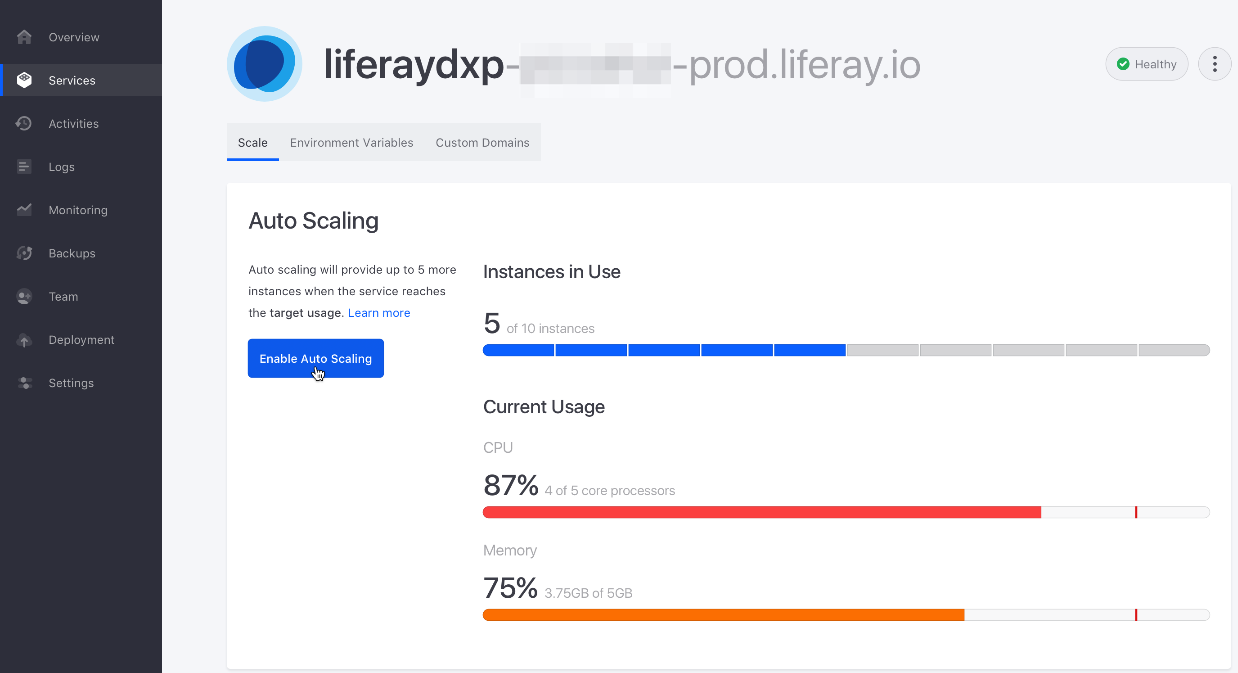 Overview
Services
Activities
Logs
Monitoring
Backups
Team
Deployment
Settings
liferaydxp- -prod.liferay.io
Healthy
Scale Environment Variables Custom Domains
Auto Scaling
Auto scaling will provide up to 5 more
instances when the service reaches
the target usage. Learn more
Enable Auto Scaling
Instances in Use
5 of 10 instances
Current Usage
CPU
87% 4 of 5 core processors
Memory
75% 3.75GB of 5GB